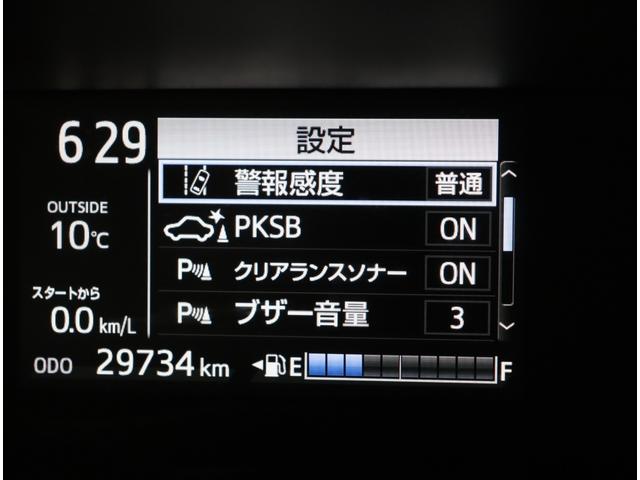 6 29
設定
警報感度 普通
OUTSIDE
10℃
PKSB ON
P クリアランスソナー ON
スタートから
0.0 km/L
P ブザー音量 3
ODO 29734 km E F